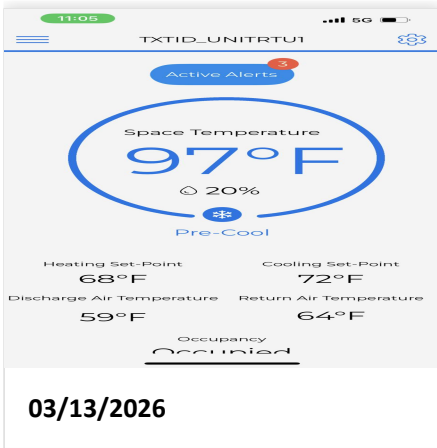 11:05 5G
TXTID_UNITRTU1
3
Active Alerts
Space Temperature
97°F
20%
Pre-Cool
Heating Set-Point Cooling Set-Point
68°F 72°F
Discharge Air Temperature Return Air Temperature
59°F 64°F
Occupancy
Occupied
03/13/2026